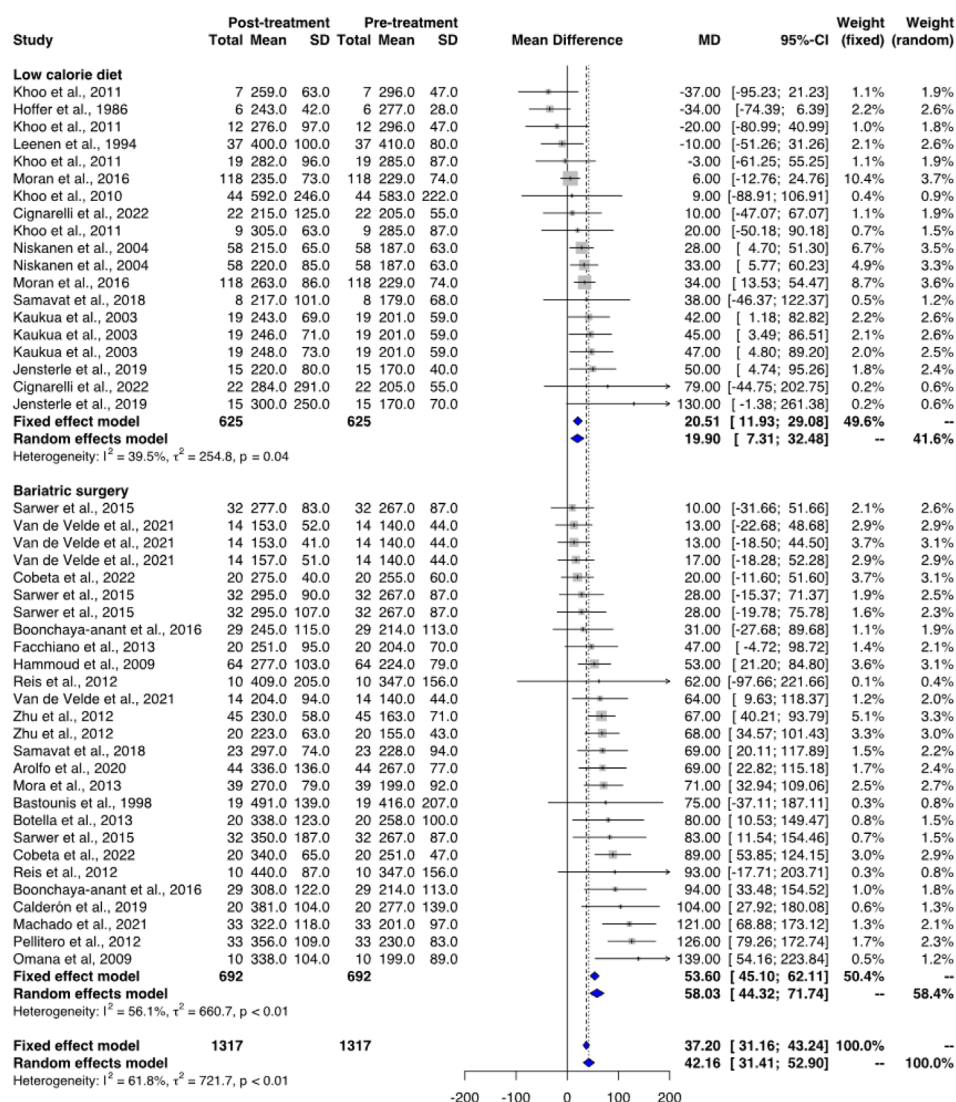 Post-treatment Pre-treatment Weight Weight
Study Total Mean SD Total Mean SD Mean Difference MD 95%-CI (fixed) (random)
Low calorie diet
Khoo et al., 2011 7 259.0 63.0 7 296.0 47.0 -37.00 [-95.23; 21.23] 1.1% 1.9%
Hoffer et al., 1986 6 243.0 42.0 6 277.0 28.0 -34.00 [-74.39; 6.39] 2.2% 2.6%
Khoo et al., 2011 12 276.0 97.0 12 296.0 47.0 -20.00 [-80.99; 40.99] 1.0% 1.8%
Leenen et al., 1994 37 400.0 100.0 37 410.0 80.0 -10.00 [-51.26; 31.26] 2.1% 2.6%
Khoo et al., 2011 19 282.0 96.0 19 285.0 87.0 -3.00 [-61.25; 55.25] 1.1% 1.9%
Moran et al., 2016 118 235.0 73.0 118 229.0 74.0 6.00 [-12.76; 24.76] 10.4% 3.7%
Khoo et al., 2010 44 592.0 246.0 44 583.0 222.0 9.00 [-88.91; 106.91] 0.4% 0.9%
Cignarelli et al., 2022 22 215.0 125.0 22 205.0 55.0 10.00 [-47.07; 67.07] 1.1% 1.9%
Khoo et al., 2011 9 305.0 63.0 9 285.0 87.0 20.00 [-50.18; 90.18] 0.7% 1.5%
Niskanen et al., 2004 58 215.0 65.0 58 187.0 63.0 28.00 [ 4.70; 51.30] 6.7% 3.5%
Niskanen et al., 2004 58 220.0 85.0 58 187.0 63.0 33.00 [ 5.77; 60.23] 4.9% 3.3%
Moran et al., 2016 118 263.0 86.0 118 229.0 74.0 34.00 [ 13.53; 54.47] 8.7% 3.6%
Samavat et al., 2018 8 217.0 101.0 8 179.0 68.0 38.00 [-46.37; 122.37] 0.5% 1.2%
Kaukua et al., 2003 19 243.0 69.0 19 201.0 59.0 42.00 [ 1.18; 82.82] 2.2% 2.6%
Kaukua et al., 2003 19 246.0 71.0 19 201.0 59.0 45.00 [ 3.49; 86.51] 2.1% 2.6%
Kaukua et al., 2003 19 248.0 73.0 19 201.0 59.0 47.00 [ 4.80; 89.20] 2.0% 2.5%
Jensterle et al., 2019 15 220.0 80.0 15 170.0 40.0 50.00 [ 4.74; 95.26] 1.8% 2.4%
Cignarelli et al., 2022 22 284.0 291.0 22 205.0 55.0 79.00 [-44.75; 202.75] 0.2% 0.6%
Jensterle et al., 2019 15 300.0 250.0 15 170.0 70.0 130.00 [ -1.38; 261.38] 0.2% 0.6%
Fixed effect model 625 625 20.51 [ 11.93; 29.08] 49.6% --
Random effects model 19.90 [ 7.31; 32.48] -- 41.6%
Heterogeneity: I² = 39.5%, τ² = 254.8, p = 0.04
Bariatric surgery
Sarwer et al., 2015 32 277.0 83.0 32 267.0 87.0 10.00 [-31.66; 51.66] 2.1% 2.6%
Van de Velde et al., 2021 14 153.0 52.0 14 140.0 44.0 13.00 [-22.68; 48.68] 2.9% 2.9%
Van de Velde et al., 2021 14 153.0 41.0 14 140.0 44.0 13.00 [-18.50; 44.50] 3.7% 3.1%
Van de Velde et al., 2021 14 157.0 51.0 14 140.0 44.0 17.00 [-18.28; 52.28] 2.9% 2.9%
Cobeta et al., 2022 20 275.0 40.0 20 255.0 60.0 20.00 [-11.60; 51.60] 3.7% 3.1%
Sarwer et al., 2015 32 295.0 90.0 32 267.0 87.0 28.00 [-15.37; 71.37] 1.9% 2.5%
Sarwer et al., 2015 32 295.0 107.0 32 267.0 87.0 28.00 [-19.78; 75.78] 1.6% 2.3%
Boonchaya-anant et al., 2016 29 245.0 115.0 29 214.0 113.0 31.00 [-27.68; 89.68] 1.1% 1.9%
Facchiano et al., 2013 20 251.0 95.0 20 204.0 70.0 47.00 [ -4.72; 98.72] 1.4% 2.1%
Hammoud et al., 2009 64 277.0 103.0 64 224.0 79.0 53.00 [ 21.20; 84.80] 3.6% 3.1%
Reis et al., 2012 10 409.0 205.0 10 347.0 156.0 62.00 [-97.66; 221.66] 0.1% 0.4%
Van de Velde et al., 2021 14 204.0 94.0 14 140.0 44.0 64.00 [ 9.63; 118.37] 1.2% 2.0%
Zhu et al., 2012 45 230.0 58.0 45 163.0 71.0 67.00 [ 40.21; 93.79] 5.1% 3.3%
Zhu et al., 2012 20 223.0 63.0 20 155.0 43.0 68.00 [ 34.57; 101.43] 3.3% 3.0%
Samavat et al., 2018 23 297.0 74.0 23 228.0 94.0 69.00 [ 20.11; 117.89] 1.5% 2.2%
Arolfo et al., 2020 44 336.0 136.0 44 267.0 77.0 69.00 [ 22.82; 115.18] 1.7% 2.4%
Mora et al., 2013 39 270.0 79.0 39 199.0 92.0 71.00 [ 32.94; 109.06] 2.5% 2.7%
Bastounis et al., 1998 19 491.0 139.0 19 416.0 207.0 75.00 [-37.11; 187.11] 0.3% 0.8%
Botella et al., 2013 20 338.0 123.0 20 258.0 100.0 80.00 [ 10.53; 149.47] 0.8% 1.5%
Sarwer et al., 2015 32 350.0 187.0 32 267.0 87.0 83.00 [ 11.54; 154.46] 0.7% 1.5%
Cobeta et al., 2022 20 340.0 65.0 20 251.0 47.0 89.00 [ 53.85; 124.15] 3.0% 2.9%
Reis et al., 2012 10 440.0 87.0 10 347.0 156.0 93.00 [-17.71; 203.71] 0.3% 0.8%
Boonchaya-anant et al., 2016 29 308.0 122.0 29 214.0 113.0 94.00 [ 33.48; 154.52] 1.0% 1.8%
Calderón et al., 2019 20 381.0 104.0 20 277.0 139.0 104.00 [ 27.92; 180.08] 0.6% 1.3%
Machado et al., 2021 33 322.0 118.0 33 201.0 97.0 121.00 [ 68.88; 173.12] 1.3% 2.1%
Pellitero et al., 2012 33 356.0 109.0 33 230.0 83.0 126.00 [ 79.26; 172.74] 1.7% 2.3%
Omana et al, 2009 10 338.0 104.0 10 199.0 89.0 139.00 [ 54.16; 223.84] 0.5% 1.2%
Fixed effect model 692 692 53.60 [ 45.10; 62.11] 50.4% --
Random effects model 58.03 [ 44.32; 71.74] -- 58.4%
Heterogeneity: I² = 56.1%, τ² = 660.7, p < 0.01
Fixed effect model 1317 1317 37.20 [ 31.16; 43.24] 100.0% --
Random effects model 42.16 [ 31.41; 52.90] -- 100.0%
Heterogeneity: I² = 61.8%, τ² = 721.7, p < 0.01
-200 -100 0 100 200